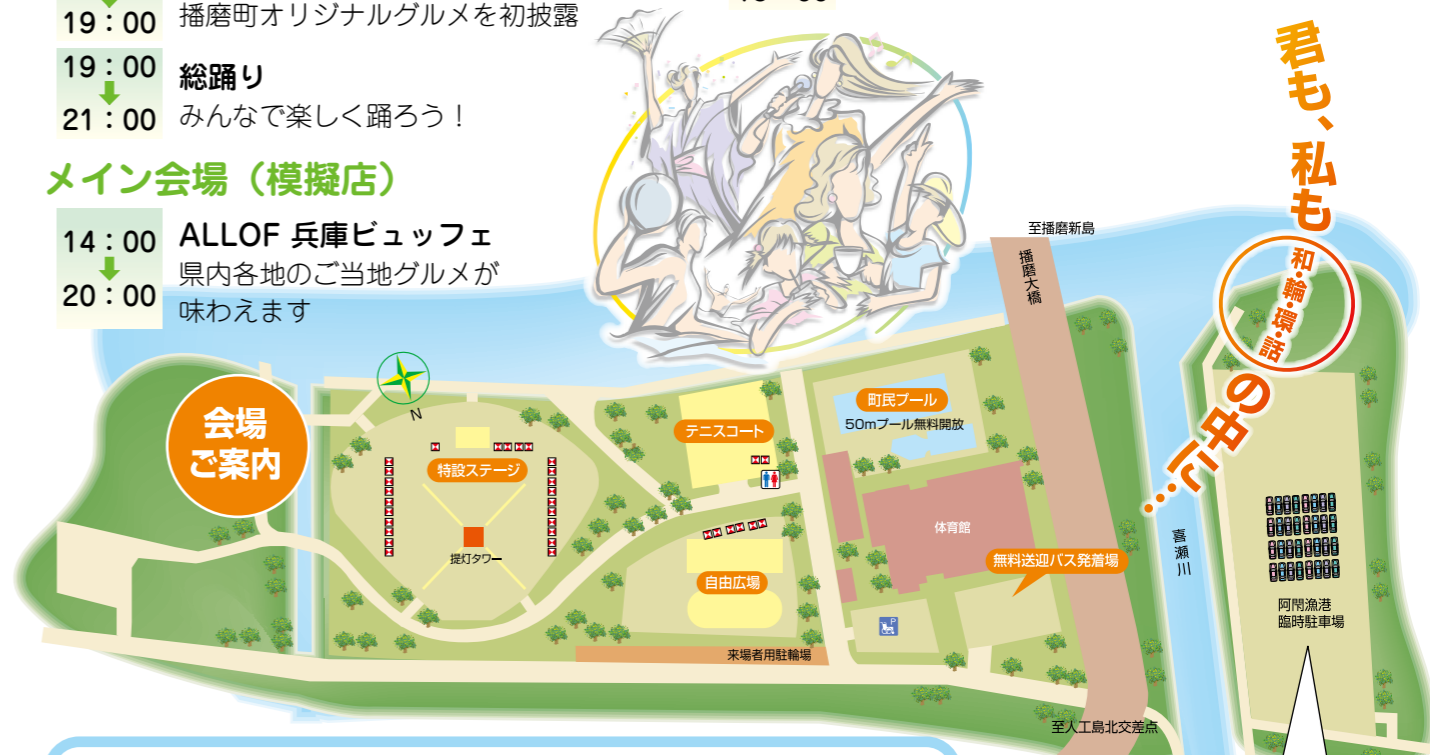 19：00
播磨町オリジナルグルメを初披露
19：00
21：00
総踊り
みんなで楽しく踊ろう！
メイン会場（模擬店）
14：00
20：00
ALLOF 兵庫ビュッフェ
県内各地のご当地グルメが
味わえます
君も、私も
和・輪・環・話
の中に…
会場
ご案内
N
特設ステージ
提灯タワー
テニスコート
自由広場
町民プール
50mプール無料開放
体育館
無料送迎バス発着場
P
来場者用駐輪場
至播磨新島
播磨大橋
喜瀬川
阿閇漁港
臨時駐車場
至人工島北交差点